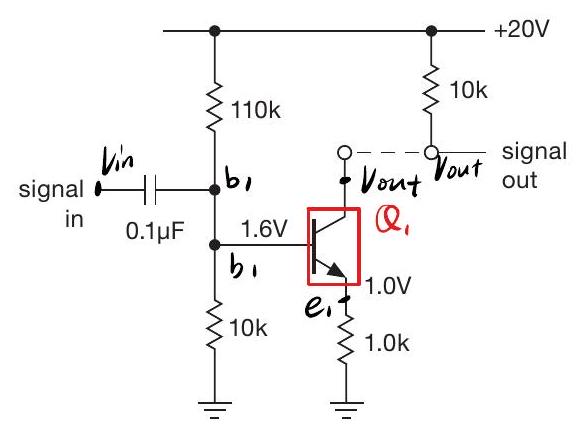 +20V
110k
10k
Vin
b1
Vout
Vout
signal
out
signal
in
0.1µF
Q1
1.6V
b1
1.0V
e1
10k
1.0k